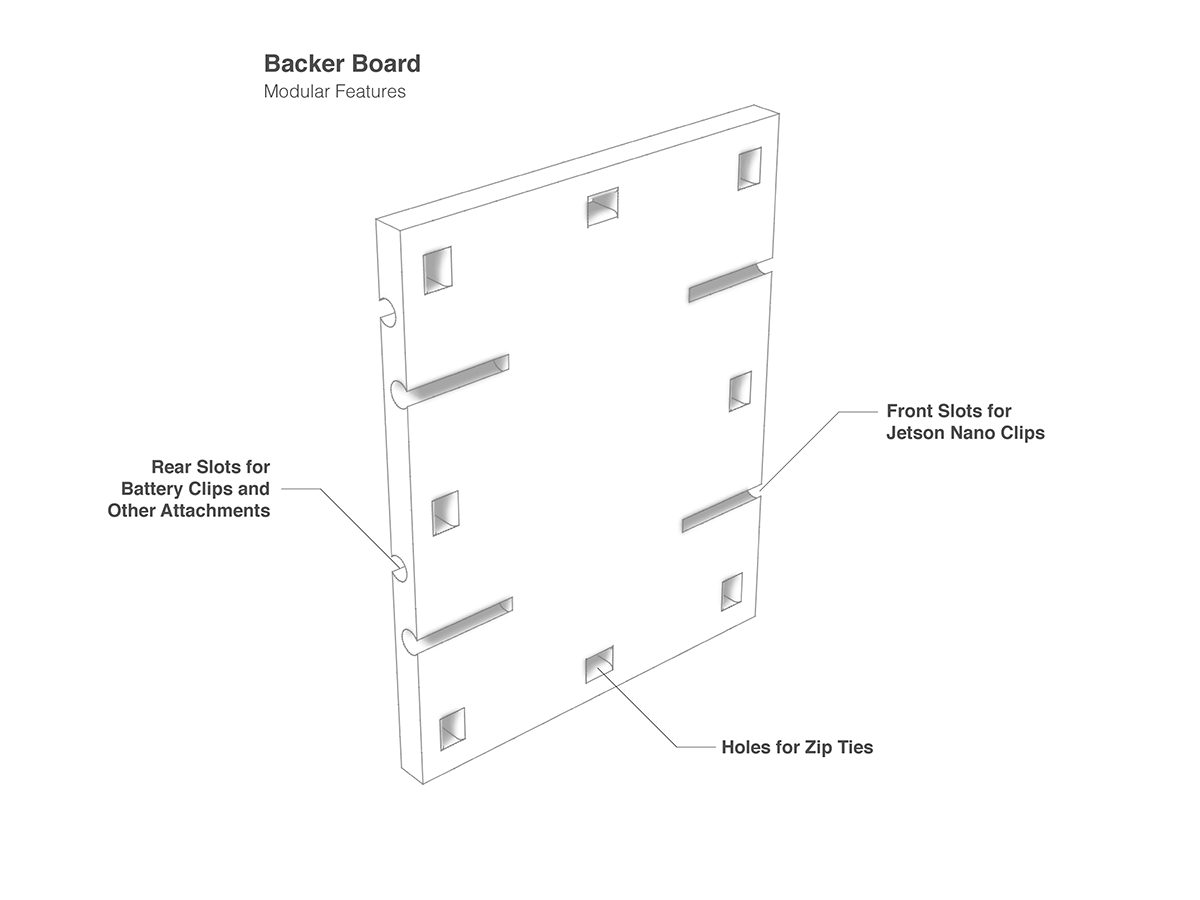 Backer Board
Modular Features
Front Slots for
Jetson Nano Clips
Rear Slots for
Battery Clips and
Other Attachments
Holes for Zip Ties